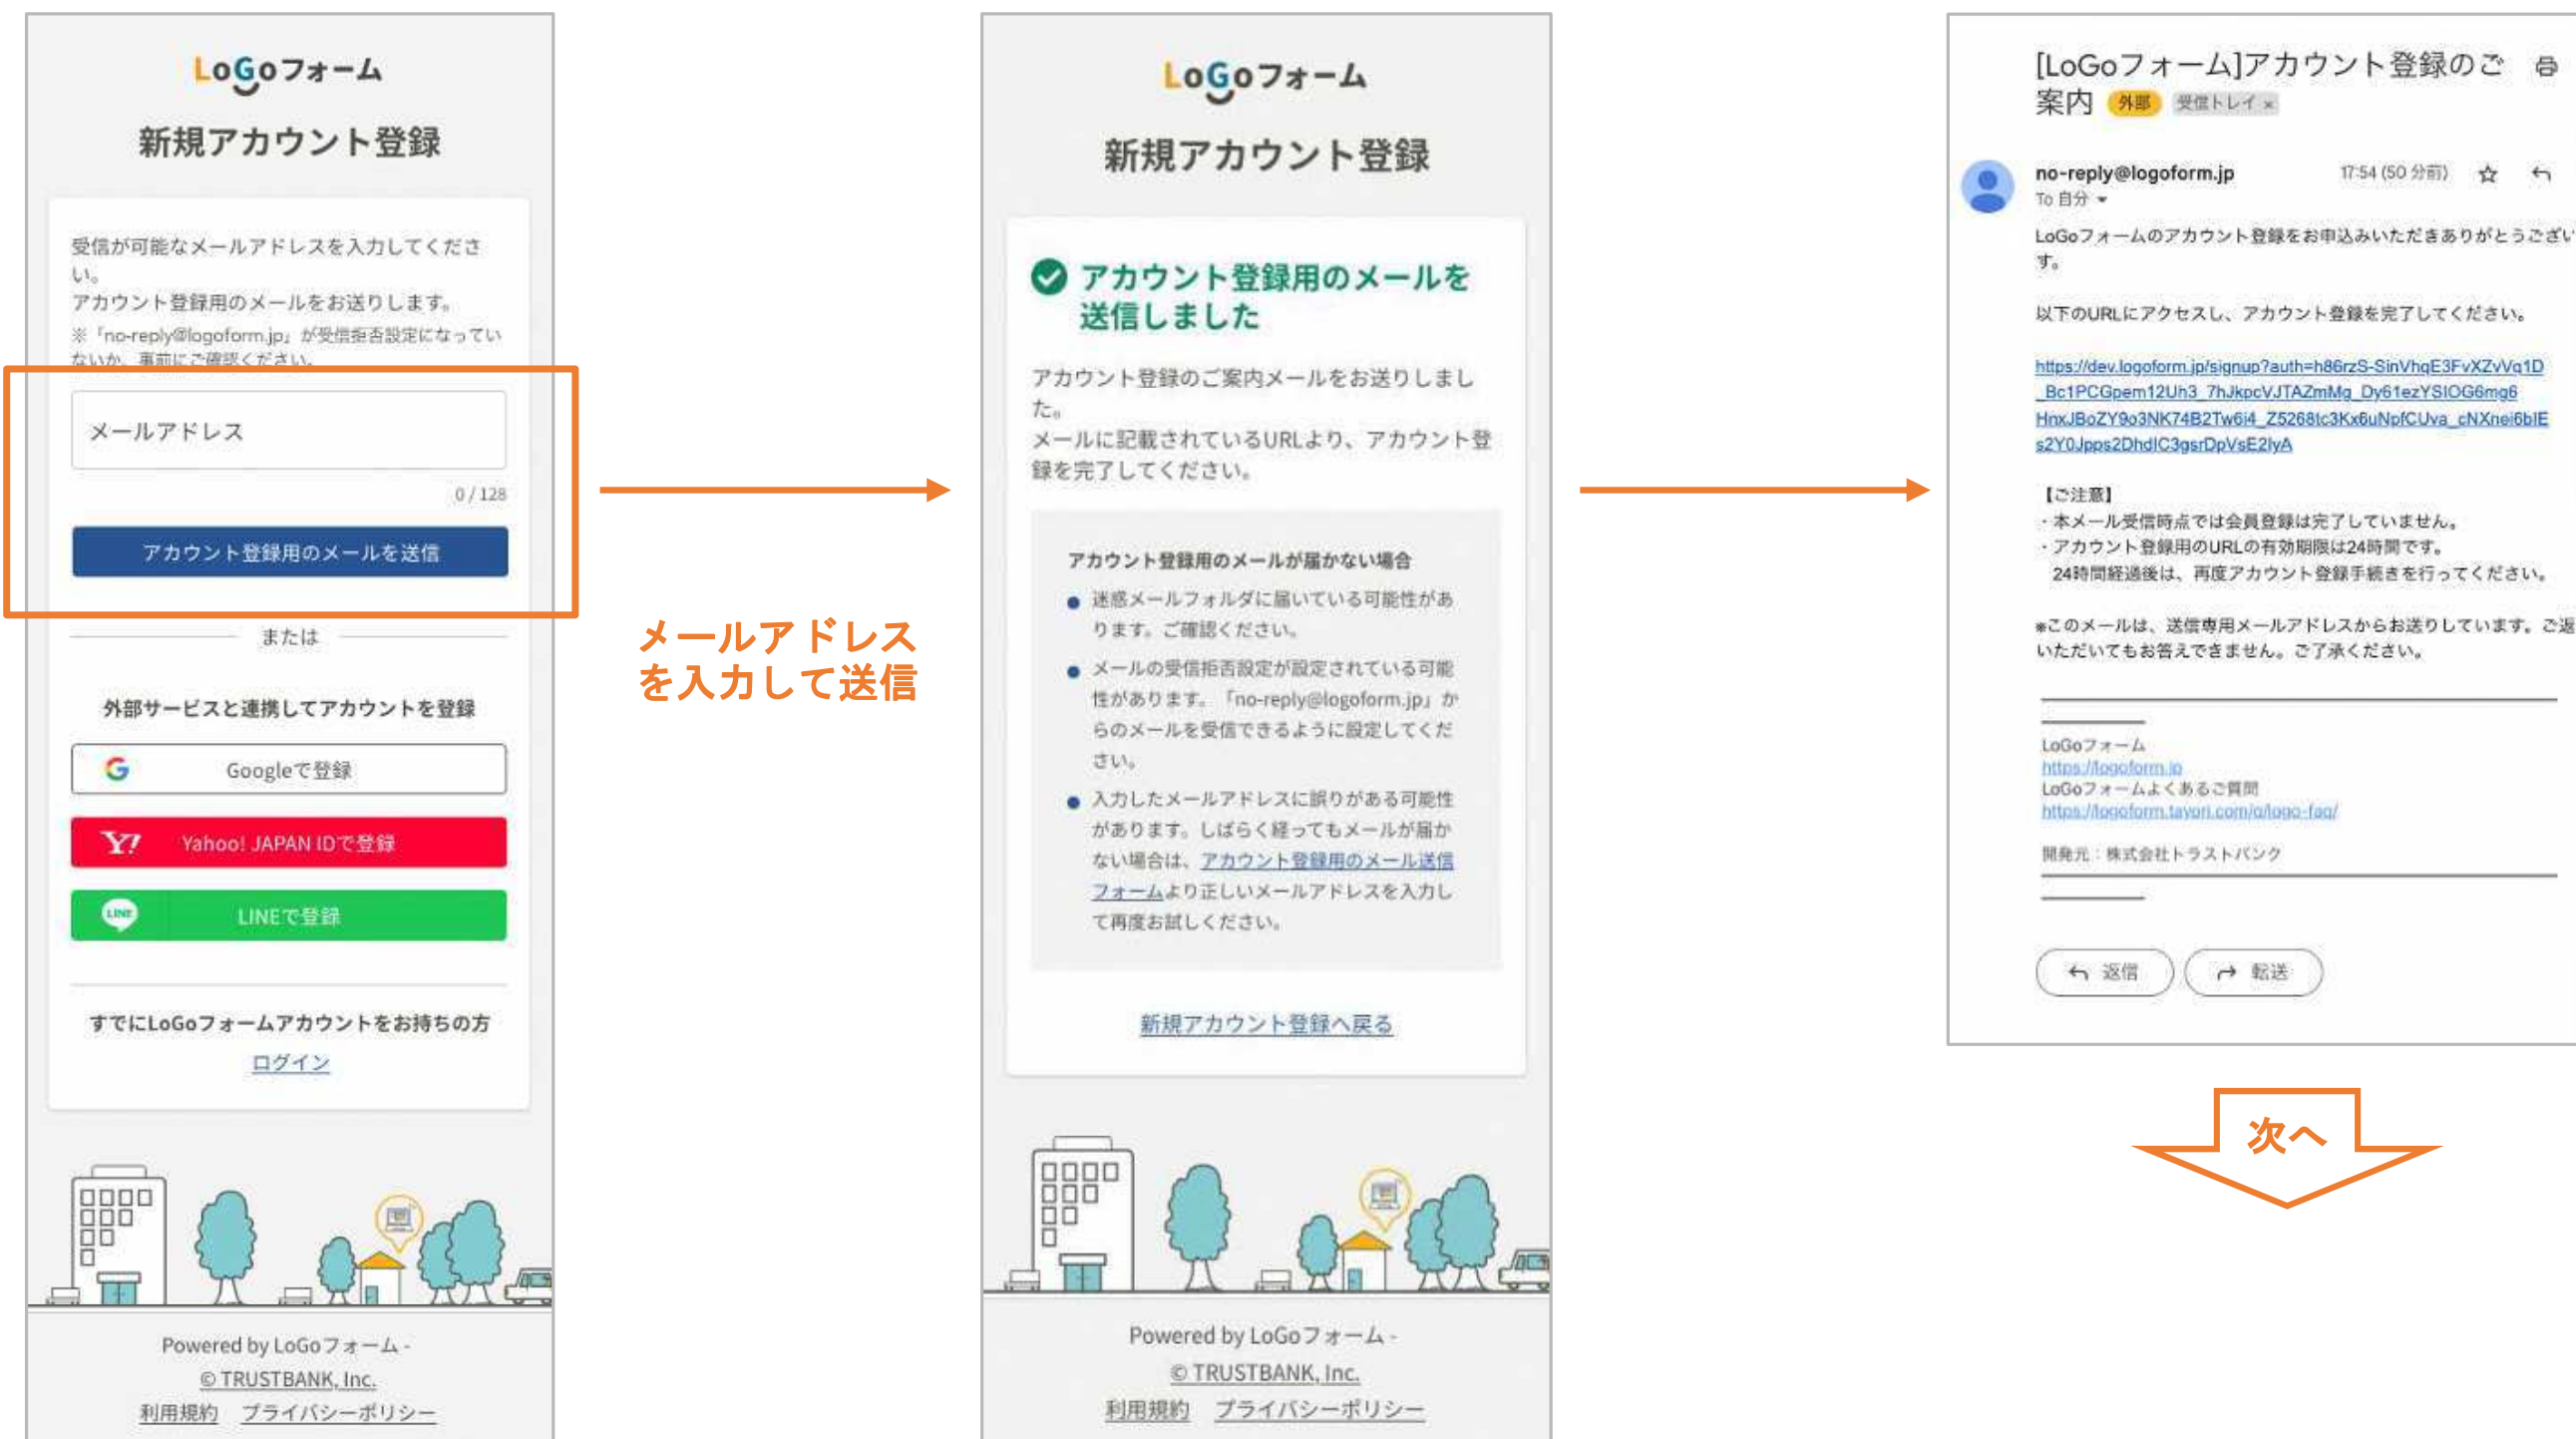 LoGoフォーム
新規アカウント登録
受信が可能なメールアドレスを入力してくださ
い。
アカウント登録用のメールをお送りします。
※「no-reply@logoform.jp」が受信拒否設定になってい
ないか、事前にご確認ください。
メールアドレス
0 / 128
アカウント登録用のメールを送信
または
外部サービスと連携してアカウントを登録
Googleで登録
Y! Yahoo! JAPAN IDで登録
LINE LINEで登録
すでにLoGoフォームアカウントをお持ちの方
ログイン
Powered by LoGoフォーム -
© TRUSTBANK, Inc.
利用規約 プライバシーポリシー
メールアドレス
を入力して送信
LoGoフォーム
新規アカウント登録
アカウント登録用のメールを
送信しました
アカウント登録のご案内メールをお送りしまし
た。
メールに記載されているURLより、アカウント登
録を完了してください。
アカウント登録用のメールが届かない場合
● 迷惑メールフォルダに届いている可能性があ
ります。ご確認ください。
● メールの受信拒否設定が設定されている可能
性があります。「no-reply@logoform.jp」か
らのメールを受信できるように設定してくだ
さい。
● 入力したメールアドレスに誤りがある可能性
があります。しばらく経ってもメールが届か
ない場合は、アカウント登録用のメール送信
フォームより正しいメールアドレスを入力し
て再度お試しください。
新規アカウント登録へ戻る
Powered by LoGoフォーム -
© TRUSTBANK, Inc.
利用規約 プライバシーポリシー
[LoGoフォーム]アカウント登録のご
案内 外部 受信トレイ ×
no-reply@logoform.jp 17:54 (50 分前)
To 自分
LoGoフォームのアカウント登録をお申込みいただきありがとうござい
す。
以下のURLにアクセスし、アカウント登録を完了してください。
https://dev.logoform.jp/signup?auth=h86rzS-SinVhqE3FvXZvVq1D
_Bc1PCGpem12Uh3_7hJkpcVJTAZmMg_Dy61ezYSIOG6mg6
HnxJBoZY9o3NK74B2Tw6i4_Z5268tc3Kx6uNpfCUva_cNXnei6bIE
s2Y0Jpps2DhdIC3gsrDpVsE2IyA
【ご注意】
・本メール受信時点では会員登録は完了していません。
・アカウント登録用のURLの有効期限は24時間です。
24時間経過後は、再度アカウント登録手続きを行ってください。
※このメールは、送信専用メールアドレスからお送りしています。ご返
いただいてもお答えできません。ご了承ください。
LoGoフォーム
https://logoform.jp
LoGoフォームよくあるご質問
https://logoform.tayori.com/q/logo-faq/
開発元：株式会社トラストバンク
返信 転送
次へ